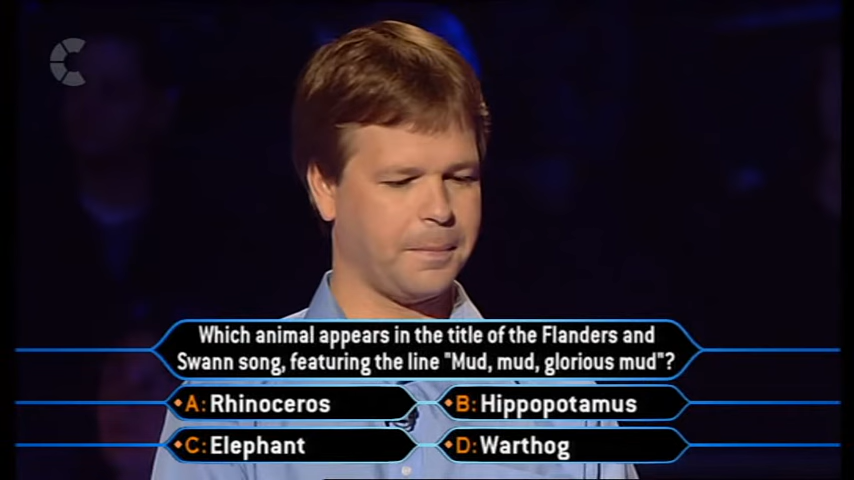 Which animal appears in the title of the Flanders and
Swann song, featuring the line "Mud, mud, glorious mud"?
A: Rhinoceros
B: Hippopotamus
C: Elephant
D: Warthog